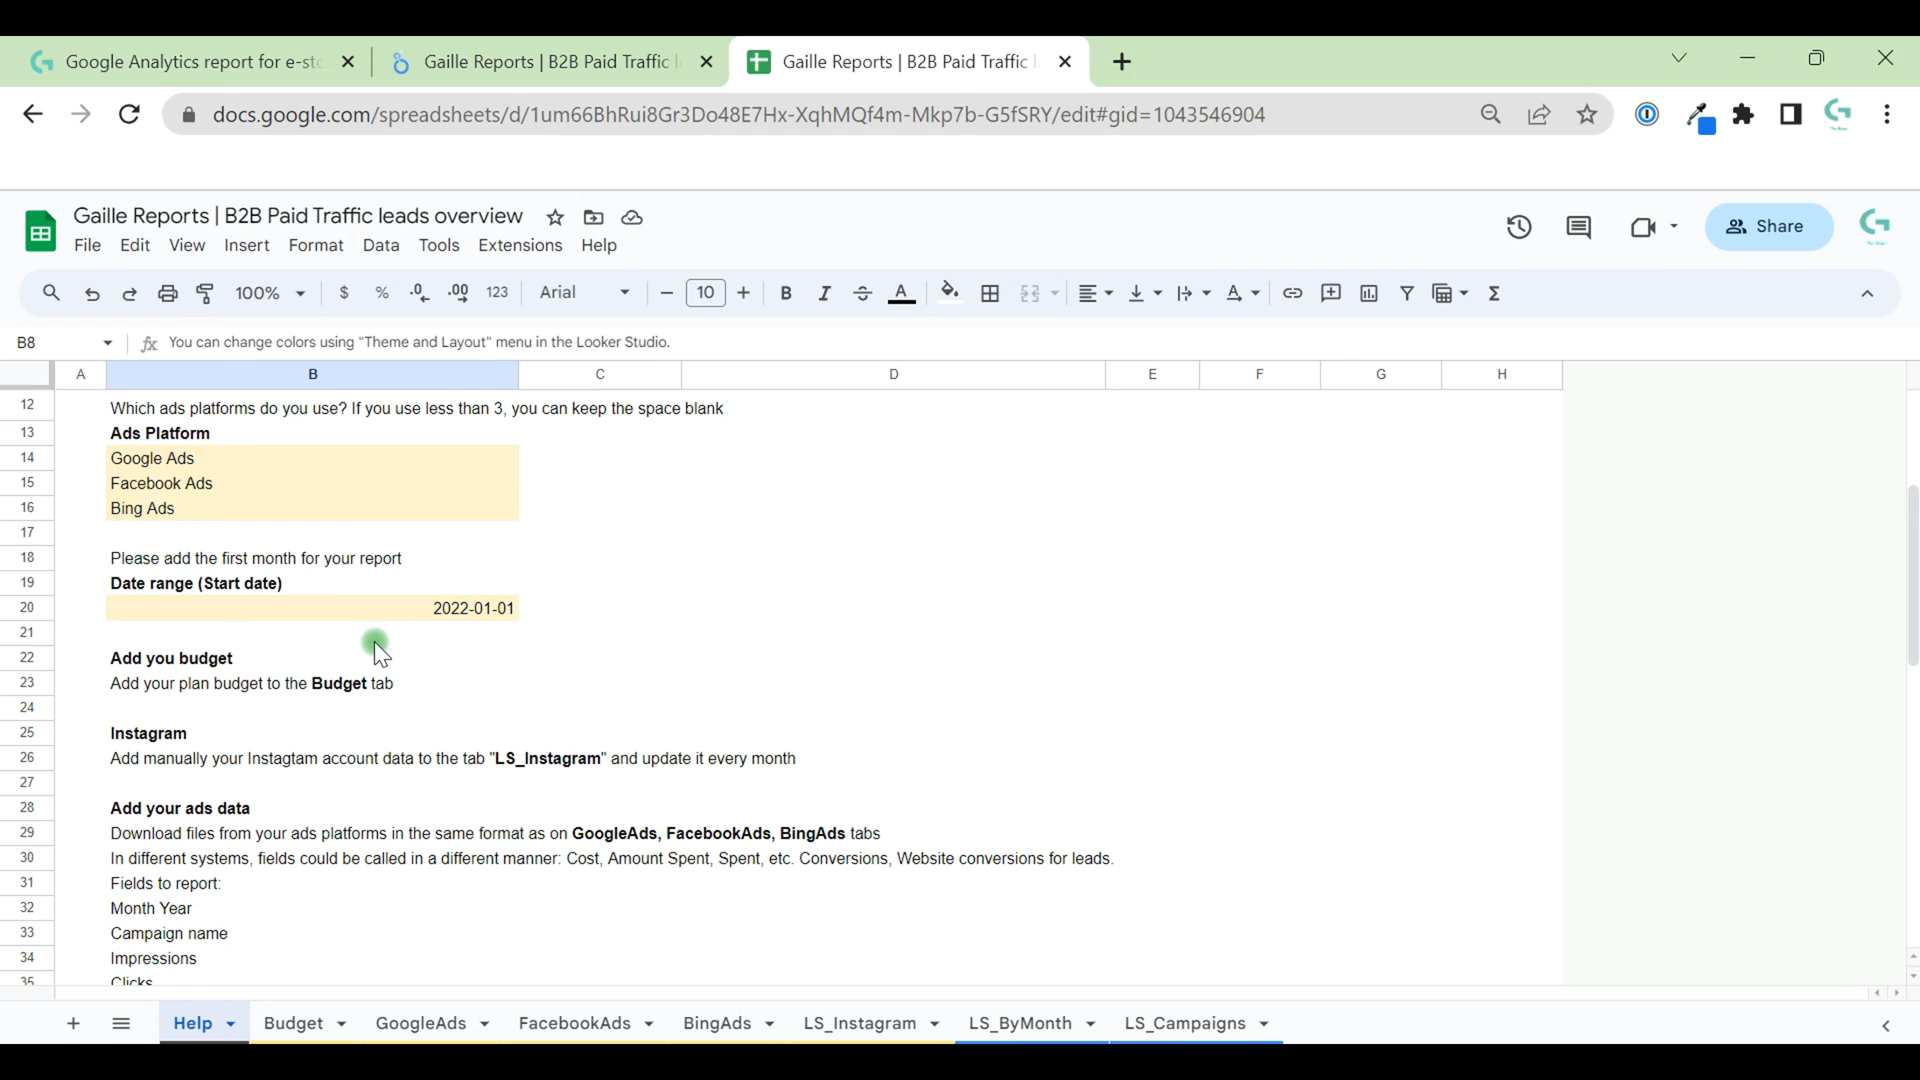 Google Analytics report for e-stc
Gaille Reports | B2B Paid Traffic l
Gaille Reports | B2B Paid Traffic l
docs.google.com/spreadsheets/d/1um66BhRui8Gr3Do48E7Hx-XqhMQf4m-Mkp7b-G5fSRY/edit#gid=1043546904
Gaille Reports | B2B Paid Traffic leads overview
File Edit View Insert Format Data Tools Extensions Help
Share
100% $ % .0 .00 123 Arial 10 B I S A Σ
B8 fx You can change colors using "Theme and Layout" menu in the Looker Studio.
A B C D E F G H
12 Which ads platforms do you use? If you use less than 3, you can keep the space blank
13 Ads Platform
14 Google Ads
15 Facebook Ads
16 Bing Ads
17
18 Please add the first month for your report
19 Date range (Start date)
20 2022-01-01
21
22 Add you budget
23 Add your plan budget to the Budget tab
24
25 Instagram
26 Add manually your Instagtam account data to the tab "LS_Instagram" and update it every month
27
28 Add your ads data
29 Download files from your ads platforms in the same format as on GoogleAds, FacebookAds, BingAds tabs
30 In different systems, fields could be called in a different manner: Cost, Amount Spent, Spent, etc. Conversions, Website conversions for leads.
31 Fields to report:
32 Month Year
33 Campaign name
34 Impressions
35 Clicks
Help Budget GoogleAds FacebookAds BingAds LS_Instagram LS_ByMonth LS_Campaigns